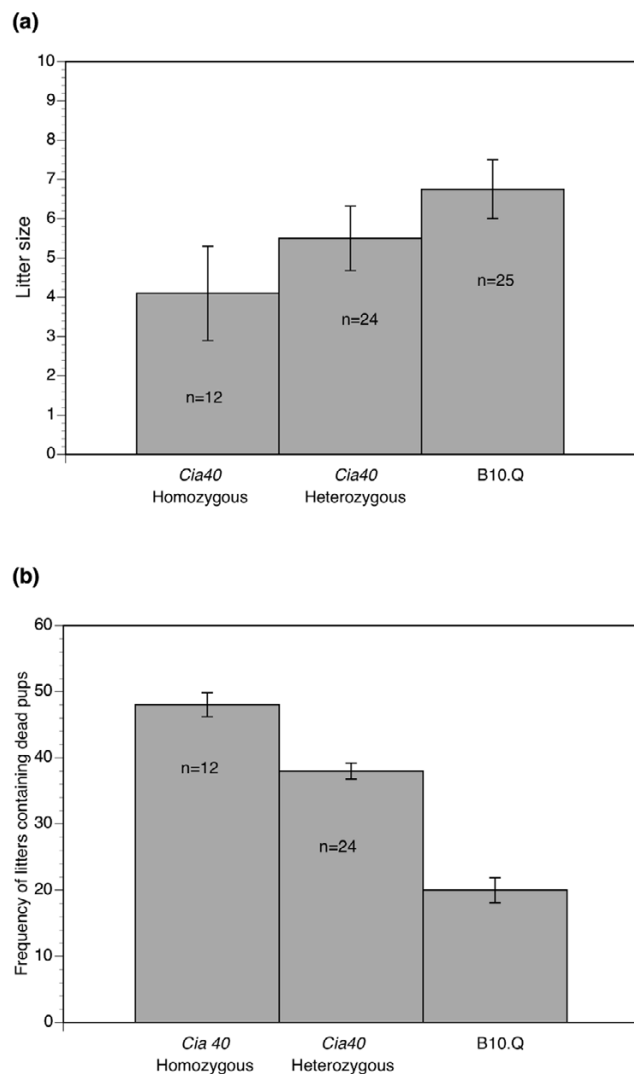 (a)
10
9
8
7
6
5
4
3
2
1
0
Litter size
n=12
n=24
n=25
Cia40
Homozygous
Cia40
Heterozygous
B10.Q
(b)
60
50
40
30
20
10
0
Frequency of litters containing dead pups
n=12
n=24
Cia 40
Homozygous
Cia40
Heterozygous
B10.Q